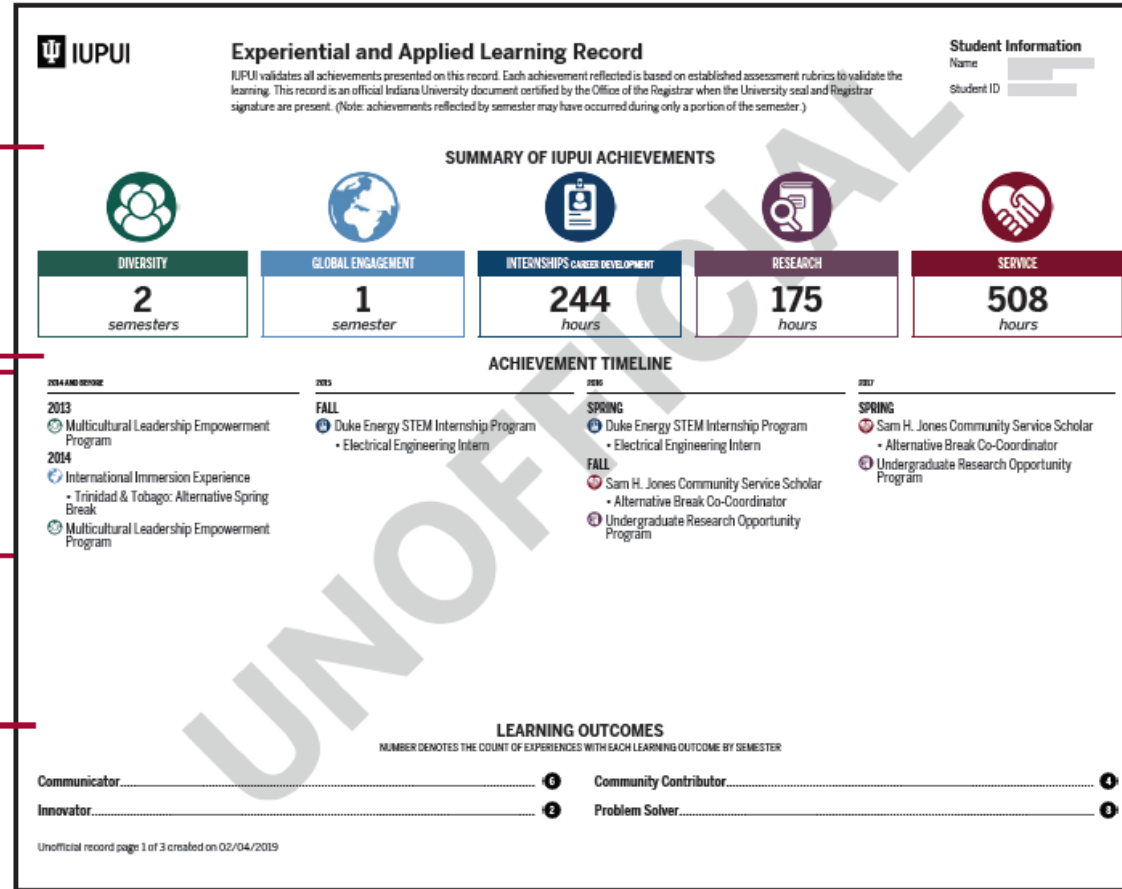 IUPUI
Experiential and Applied Learning Record
IUPUI validates all achievements presented on this record. Each achievement reflected is based on established assessment rubrics to validate the
learning. This record is an official Indiana University document certified by the Office of the Registrar when the University seal and Registrar
signature are present. (Note: achievements reflected by semester may have occurred during only a portion of the semester.)
Student Information
Name
Student ID
UNOFFICIAL
SUMMARY OF IUPUI ACHIEVEMENTS
DIVERSITY
2
semesters
GLOBAL ENGAGEMENT
1
semester
INTERNSHIPS CAREER DEVELOPMENT
244
hours
RESEARCH
175
hours
SERVICE
508
hours
ACHIEVEMENT TIMELINE
2014 AND BEFORE
2013
Multicultural Leadership Empowerment
Program
2014
International Immersion Experience
• Trinidad & Tobago: Alternative Spring
Break
Multicultural Leadership Empowerment
Program
2015
FALL
Duke Energy STEM Internship Program
• Electrical Engineering Intern
2016
SPRING
Duke Energy STEM Internship Program
• Electrical Engineering Intern
FALL
Sam H. Jones Community Service Scholar
• Alternative Break Co-Coordinator
Undergraduate Research Opportunity
Program
2017
SPRING
Sam H. Jones Community Service Scholar
• Alternative Break Co-Coordinator
Undergraduate Research Opportunity
Program
LEARNING OUTCOMES
NUMBER DENOTES THE COUNT OF EXPERIENCES WITH EACH LEARNING OUTCOME BY SEMESTER
Communicator 6
Community Contributor 4
Innovator 2
Problem Solver
Unofficial record page 1 of 3 created on 02/04/2019